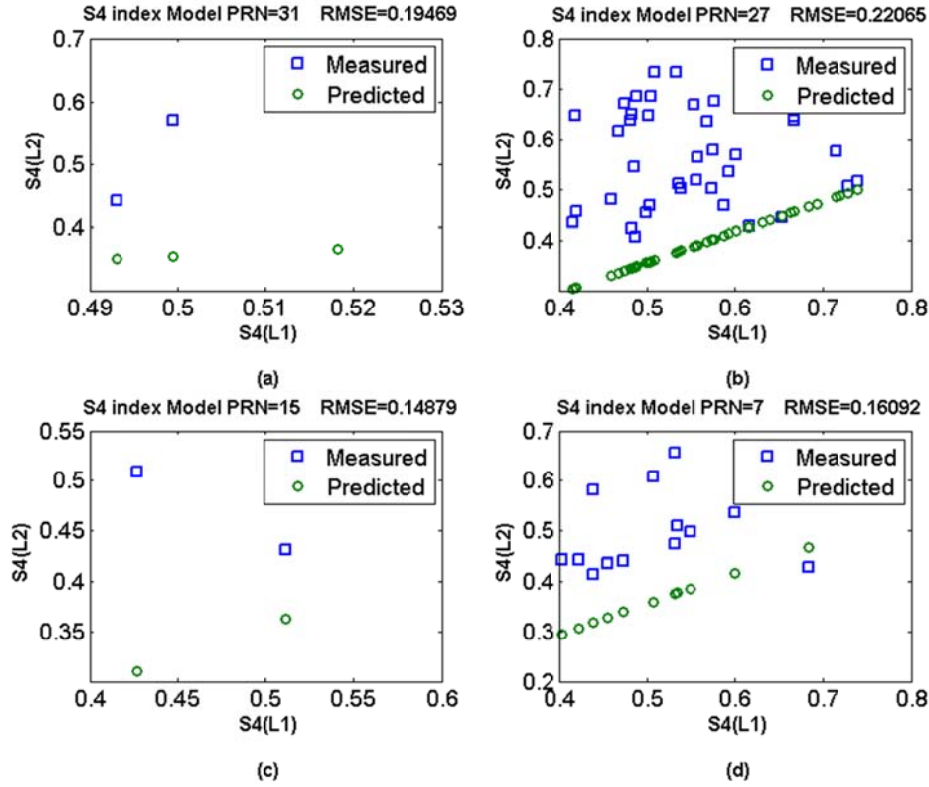 S4 index Model PRN=31 RMSE=0.19469
0.7
0.6
0.5
0.4
S4(L2)
Measured
Predicted
0.49 0.5 0.51 0.52 0.53
S4(L1)
(a)
S4 index Model PRN=27 RMSE=0.22065
0.8
0.7
0.6
0.5
0.4
S4(L2)
Measured
Predicted
0.4 0.5 0.6 0.7 0.8
S4(L1)
(b)
S4 index Model PRN=15 RMSE=0.14879
0.55
0.5
0.45
0.4
0.35
S4(L2)
Measured
Predicted
0.4 0.45 0.5 0.55 0.6
S4(L1)
(c)
S4 index Model PRN=7 RMSE=0.16092
0.7
0.6
0.5
0.4
0.3
0.2
S4(L2)
Measured
Predicted
0.4 0.5 0.6 0.7 0.8
S4(L1)
(d)